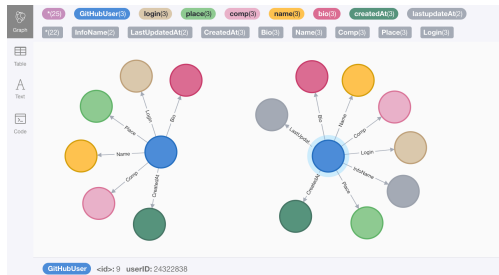 *(25) GitHubUser(3) login(3) place(3) comp(3) name(3) bio(3) createdAt(3) lastupdateAt(2)
Graph
*(22) InfoName(2) LastUpdatedAt(2) CreatedAt(3) Bio(3) Name(3) Comp(3) Place(3) Login(3)
Table
Text
Code
Login
Bio
Place
Name
Comp
CreatedAt
Bio
Name
LastUpdat
Comp
Login
InfoName
CreatedAt
Place
GitHubUser <id>: 9 userID: 24322838